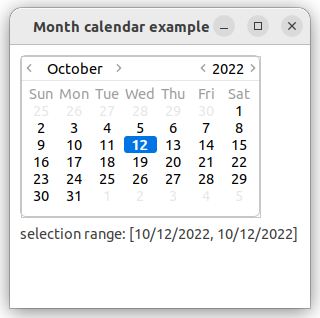 Month calendar example
October 2022
Sun Mon Tue Wed Thu Fri Sat
25 26 27 28 29 30 1
2 3 4 5 6 7 8
9 10 11 12 13 14 15
16 17 18 19 20 21 22
23 24 25 26 27 28 29
30 31 1 2 3 4 5
selection range: [10/12/2022, 10/12/2022]